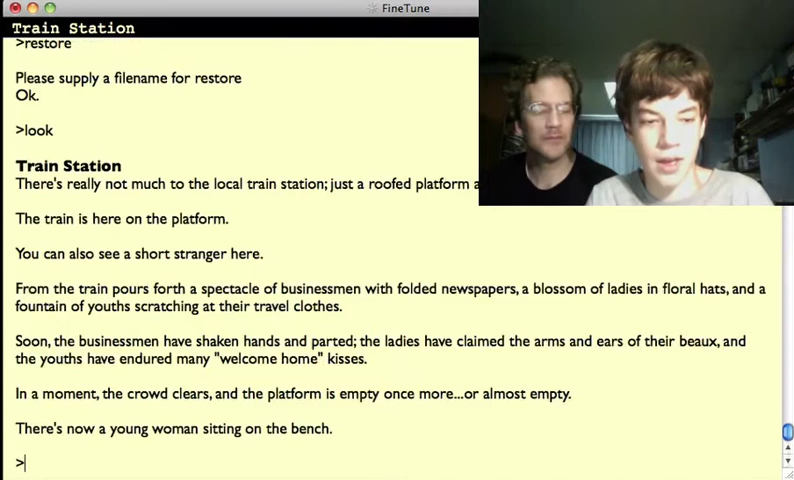 FineTune
Train Station
>restore
Please supply a filename for restore
Ok.
>look
Train Station
There's really not much to the local train station; just a roofed platform a
The train is here on the platform.
You can also see a short stranger here.
From the train pours forth a spectacle of businessmen with folded newspapers, a blossom of ladies in floral hats, and a
fountain of youths scratching at their travel clothes.
Soon, the businessmen have shaken hands and parted; the ladies have claimed the arms and ears of their beaux, and
the youths have endured many "welcome home" kisses.
In a moment, the crowd clears, and the platform is empty once more...or almost empty.
There's now a young woman sitting on the bench.
>